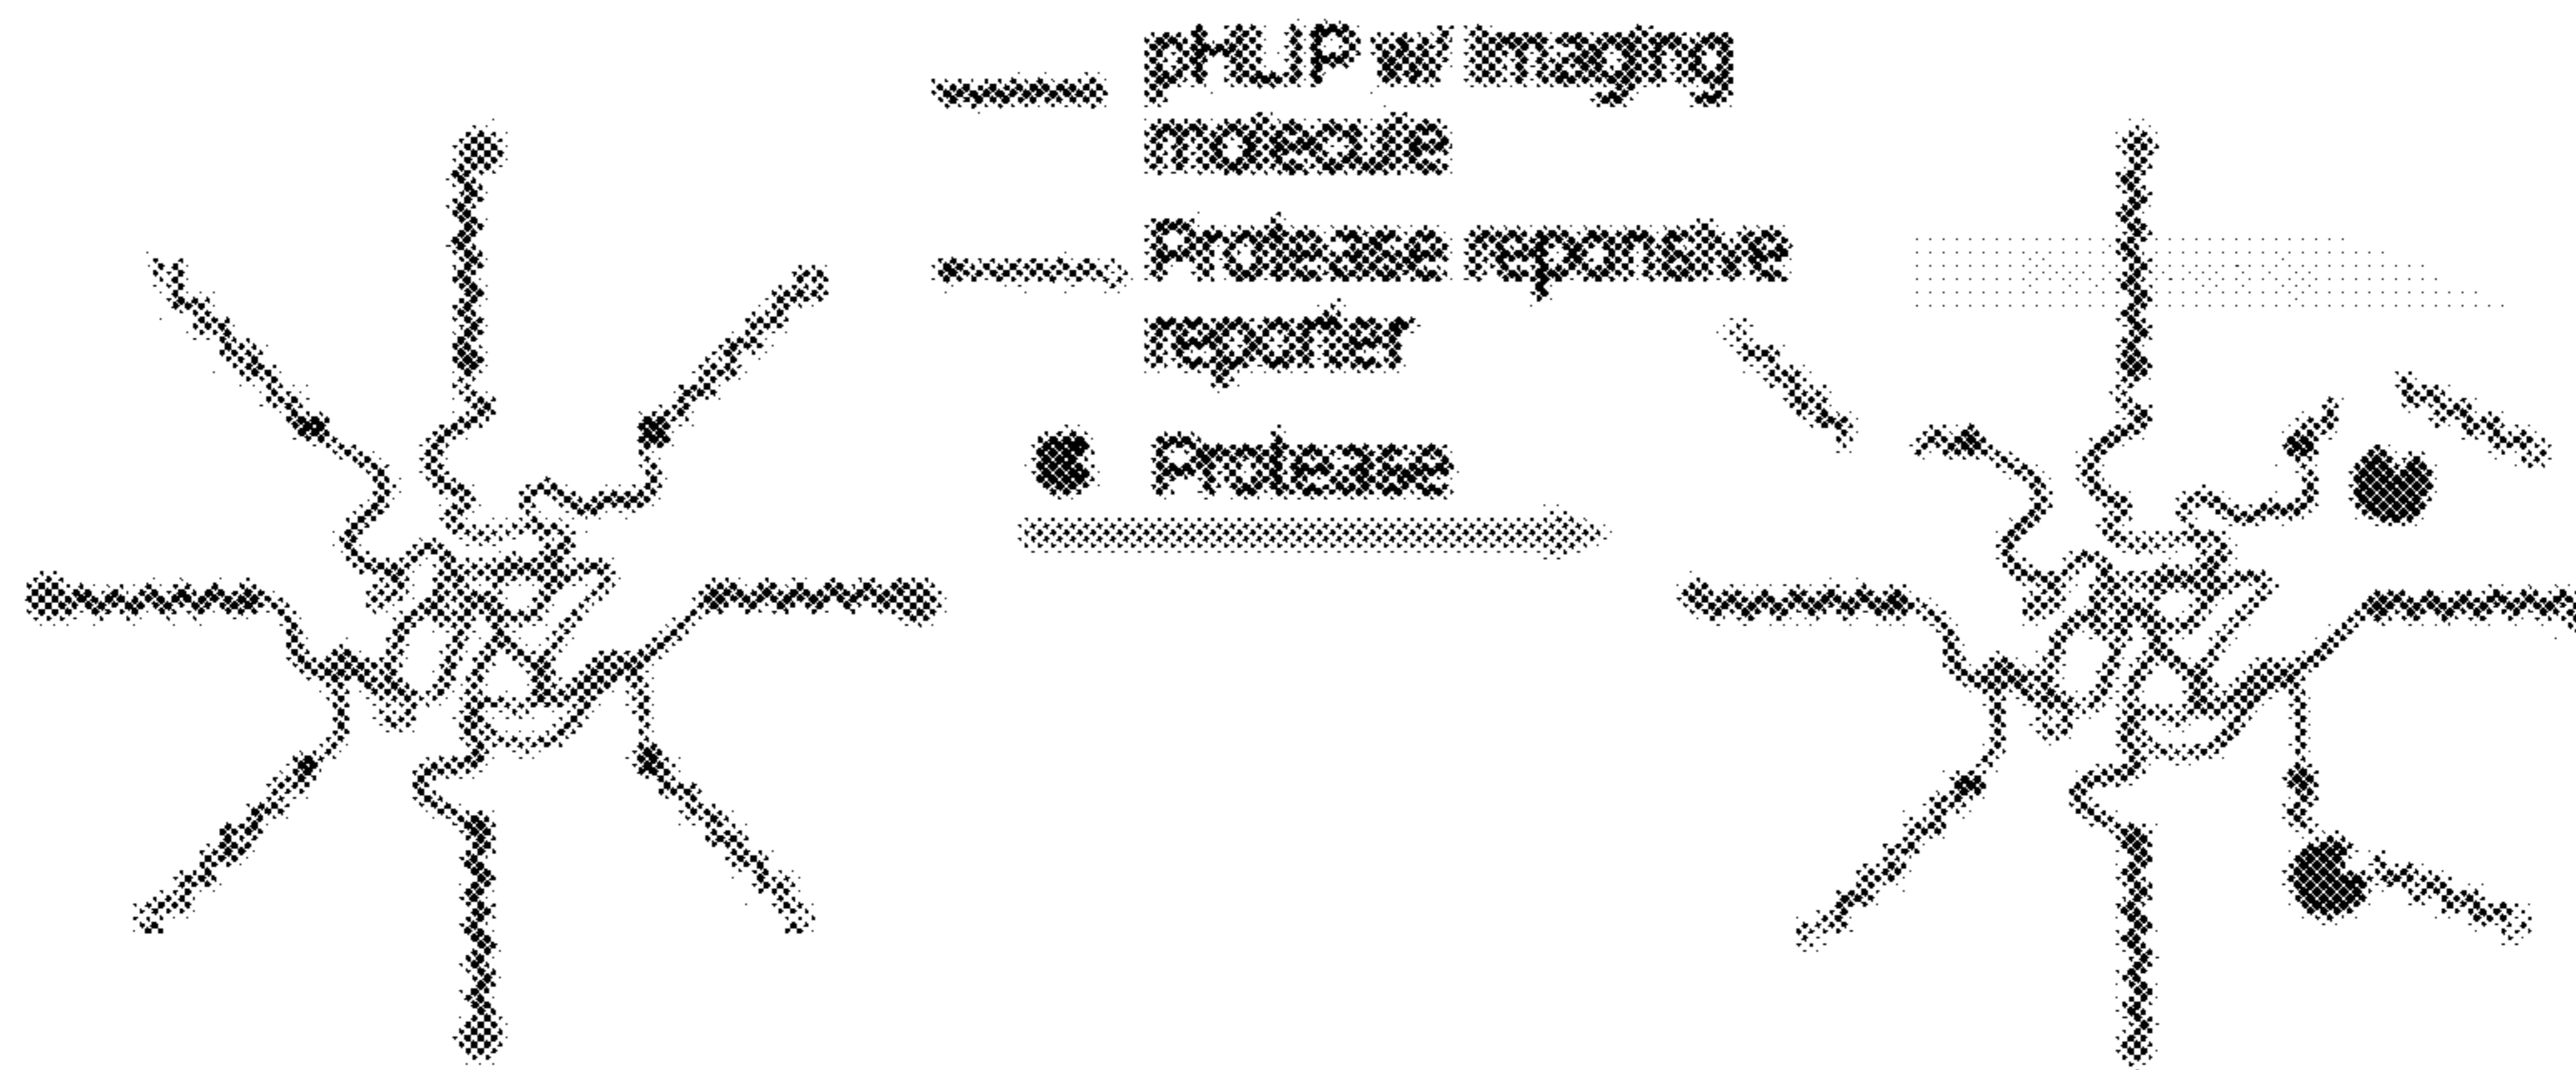 pHLIP w/ imaging
molecule
Protease reponsive
reporter
Protease